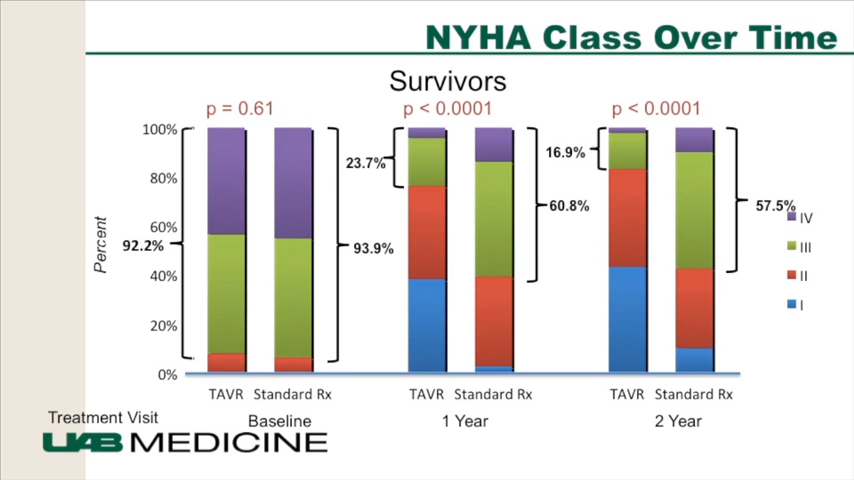 NYHA Class Over Time
Survivors
p = 0.61
p < 0.0001
p < 0.0001
100%
80%
60%
40%
20%
0%
Percent
92.2%
93.9%
23.7%
60.8%
16.9%
57.5%
IV
III
II
I
TAVR Standard Rx
TAVR Standard Rx
TAVR Standard Rx
Treatment Visit
Baseline
1 Year
2 Year
UAB MEDICINE